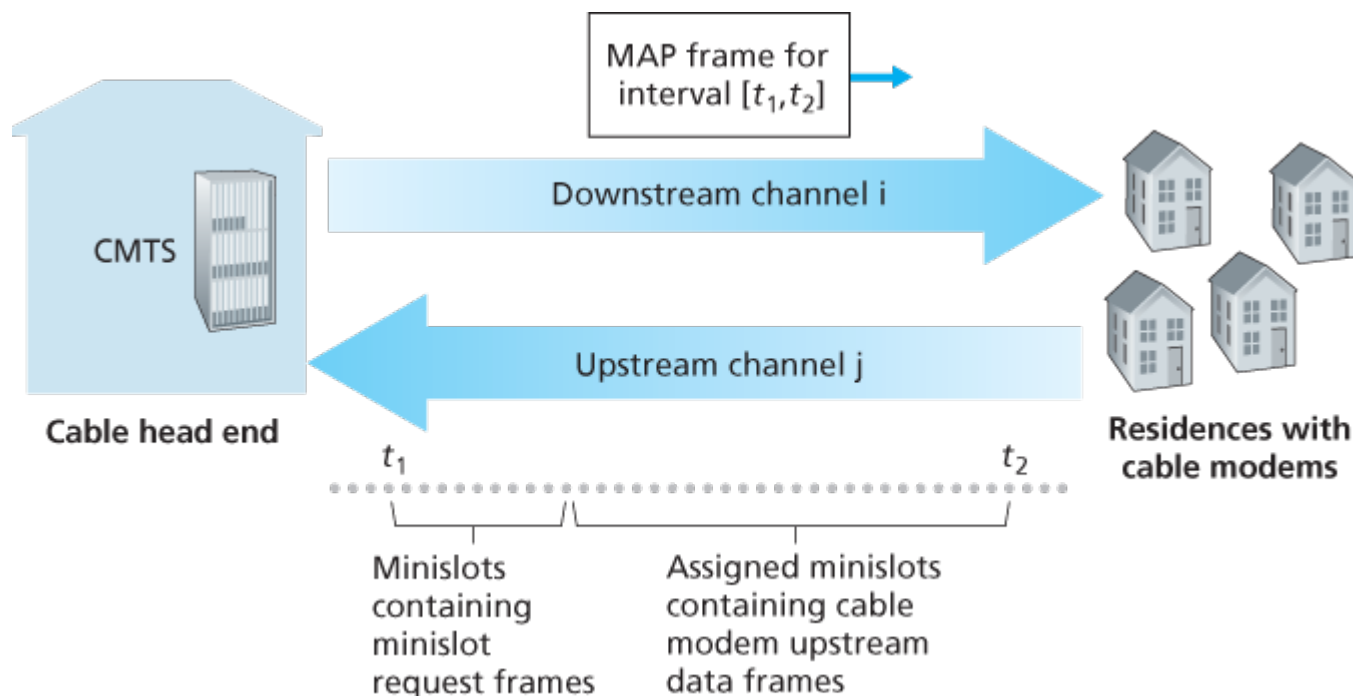 MAP frame for
interval [t₁,t₂]
Downstream channel i
CMTS
Upstream channel j
Cable head end
Residences with
cable modems
t₁
t₂
Minislots
containing
minislot
request frames
Assigned minislots
containing cable
modem upstream
data frames